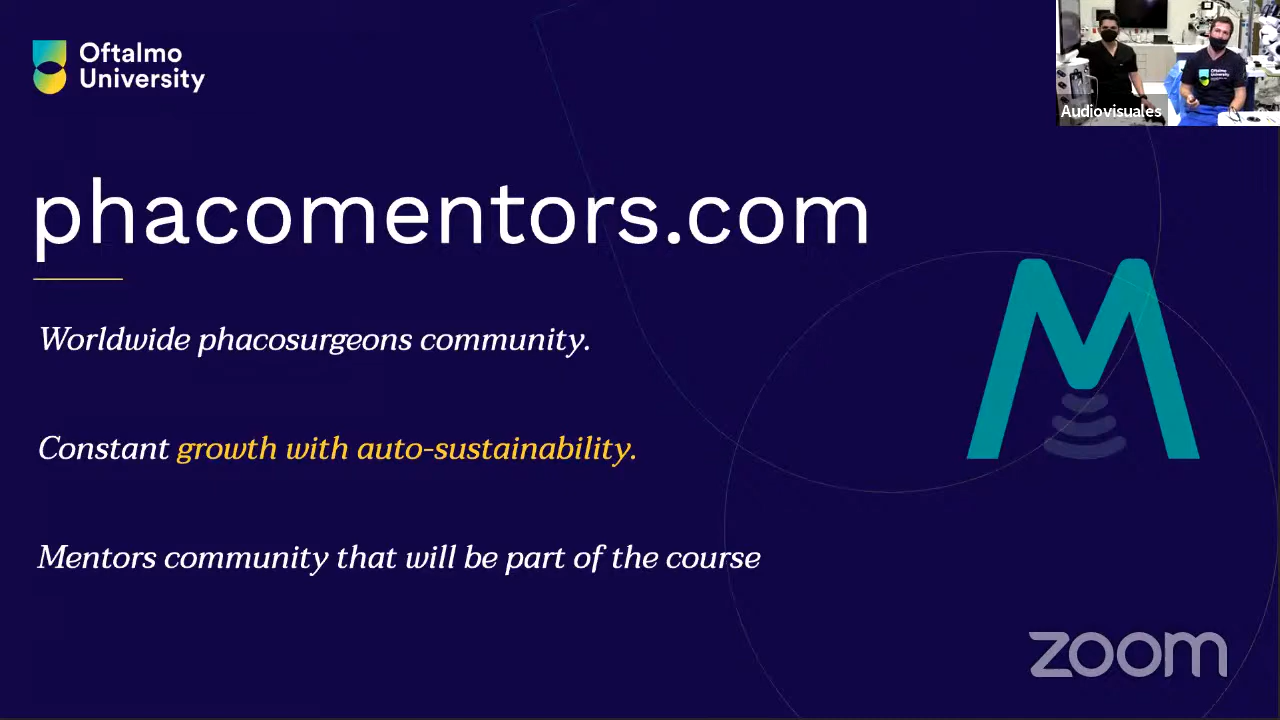 Oftalmo
University
Audiovisuales
phacomentors.com
Worldwide phacosurgeons community.
Constant growth with auto-sustainability.
Mentors community that will be part of the course
zoom